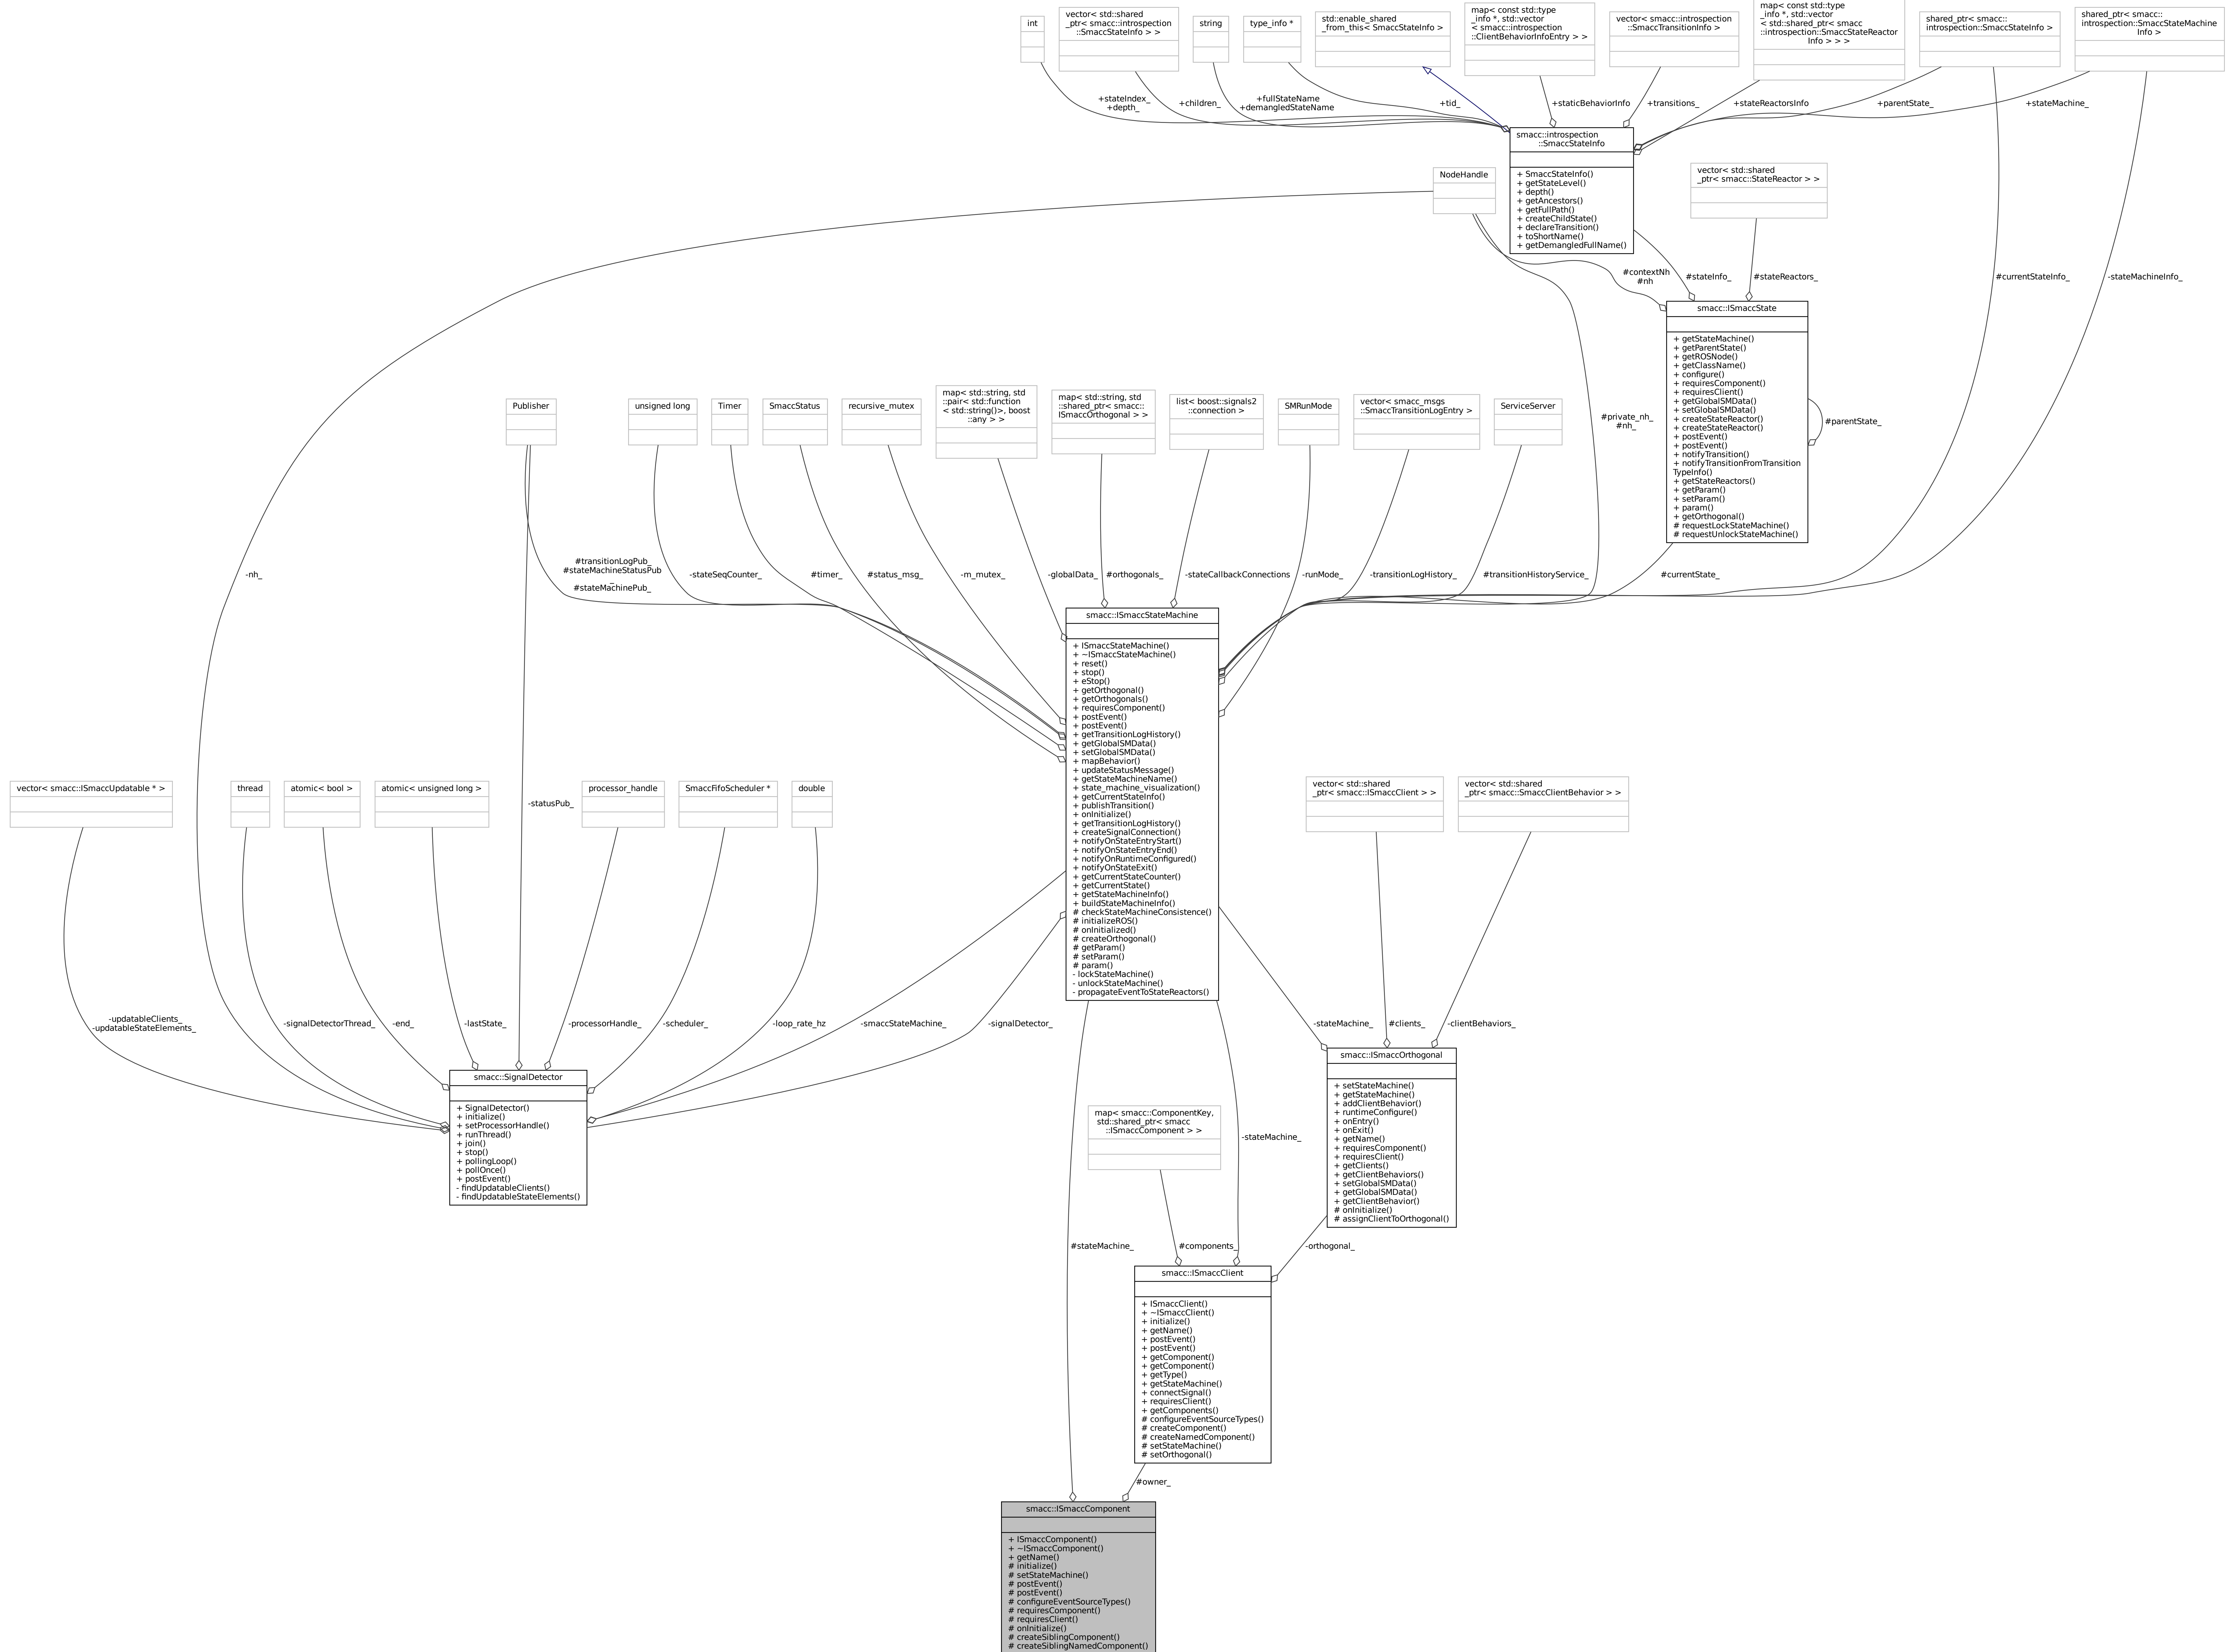 int
vector< std::shared
_ptr< smacc::introspection
::SmaccStateInfo > >
string
type_info *
std::enable_shared
_from_this< SmaccStateInfo >
map< const std::type
_info *, std::vector
< smacc::introspection
::ClientBehaviorInfoEntry > >
vector< smacc::introspection
::SmaccTransitionInfo >
map< const std::type
_info *, std::vector
< std::shared_ptr< smacc
::introspection::SmaccStateReactor
Info > > >
shared_ptr< smacc::
introspection::SmaccStateInfo >
shared_ptr< smacc::
introspection::SmaccStateMachine
Info >
+stateIndex_
+depth_
+children_
+fullStateName
+demangledStateName
+tid_
+staticBehaviorInfo
+transitions_
+stateReactorsInfo
+parentState_
+stateMachine_
smacc::introspection
::SmaccStateInfo
+ SmaccStateInfo()
+ getStateLevel()
+ depth()
+ getAncestors()
+ getFullPath()
+ createChildState()
+ declareTransition()
+ toShortName()
+ getDemangledFullName()
NodeHandle
vector< std::shared
_ptr< smacc::StateReactor > >
#contextNh
#nh
#stateInfo_
#stateReactors_
#currentStateInfo_
-stateMachineInfo_
smacc::ISmaccState
+ getStateMachine()
+ getParentState()
+ getROSNode()
+ getClassName()
+ configure()
+ requiresComponent()
+ requiresClient()
+ getGlobalSMData()
+ setGlobalSMData()
+ createStateReactor()
+ createStateReactor()
+ postEvent()
+ postEvent()
+ notifyTransition()
+ notifyTransitionFromTransition
TypeInfo()
+ getStateReactors()
+ getParam()
+ setParam()
+ param()
+ getOrthogonal()
# requestLockStateMachine()
# requestUnlockStateMachine()
#parentState_
#private_nh_
#nh_
Publisher
unsigned long
Timer
SmaccStatus
recursive_mutex
map< std::string, std
::pair< std::function
< std::string()>, boost
::any > >
map< std::string, std
::shared_ptr< smacc::
ISmaccOrthogonal > >
list< boost::signals2
::connection >
SMRunMode
vector< smacc_msgs
::SmaccTransitionLogEntry >
ServiceServer
-nh_
#transitionLogPub_
#stateMachineStatusPub
_
#stateMachinePub_
-stateSeqCounter_
#timer_
#status_msg_
-m_mutex_
-globalData_
#orthogonals_
-stateCallbackConnections
-runMode_
-transitionLogHistory_
#transitionHistoryService_
#currentState_
smacc::ISmaccStateMachine
+ ISmaccStateMachine()
+ ~ISmaccStateMachine()
+ reset()
+ stop()
+ eStop()
+ getOrthogonal()
+ getOrthogonals()
+ requiresComponent()
+ postEvent()
+ postEvent()
+ getTransitionLogHistory()
+ getGlobalSMData()
+ setGlobalSMData()
+ mapBehavior()
+ updateStatusMessage()
+ getStateMachineName()
+ state_machine_visualization()
+ getCurrentStateInfo()
+ publishTransition()
+ onInitialize()
+ getTransitionLogHistory()
+ createSignalConnection()
+ notifyOnStateEntryStart()
+ notifyOnStateEntryEnd()
+ notifyOnRuntimeConfigured()
+ notifyOnStateExit()
+ getCurrentStateCounter()
+ getCurrentState()
+ getStateMachineInfo()
+ buildStateMachineInfo()
# checkStateMachineConsistence()
# initializeROS()
# onInitialized()
# createOrthogonal()
# getParam()
# setParam()
# param()
- lockStateMachine()
- unlockStateMachine()
- propagateEventToStateReactors()
vector< smacc::ISmaccUpdatable * >
thread
atomic< bool >
atomic< unsigned long >
-statusPub_
processor_handle
SmaccFifoScheduler *
double
vector< std::shared
_ptr< smacc::ISmaccClient > >
vector< std::shared
_ptr< smacc::SmaccClientBehavior > >
-updatableClients_
-updatableStateElements_
-signalDetectorThread_
-end_
-lastState_
-processorHandle_
-scheduler_
-loop_rate_hz
-smaccStateMachine_
-signalDetector_
-stateMachine_
#clients_
-clientBehaviors_
smacc::SignalDetector
+ SignalDetector()
+ initialize()
+ setProcessorHandle()
+ runThread()
+ join()
+ stop()
+ pollingLoop()
+ pollOnce()
+ postEvent()
- findUpdatableClients()
- findUpdatableStateElements()
smacc::ISmaccOrthogonal
+ setStateMachine()
+ getStateMachine()
+ addClientBehavior()
+ runtimeConfigure()
+ onEntry()
+ onExit()
+ getName()
+ requiresComponent()
+ requiresClient()
+ getClients()
+ getClientBehaviors()
+ setGlobalSMData()
+ getGlobalSMData()
+ getClientBehavior()
# onInitialize()
# assignClientToOrthogonal()
map< smacc::ComponentKey,
std::shared_ptr< smacc
::ISmaccComponent > >
-stateMachine_
#stateMachine_
#components_
-orthogonal_
smacc::ISmaccClient
+ ISmaccClient()
+ ~ISmaccClient()
+ initialize()
+ getName()
+ postEvent()
+ postEvent()
+ getComponent()
+ getComponent()
+ getType()
+ getStateMachine()
+ connectSignal()
+ requiresClient()
+ getComponents()
# configureEventSourceTypes()
# createComponent()
# createNamedComponent()
# setStateMachine()
# setOrthogonal()
#owner_
smacc::ISmaccComponent
+ ISmaccComponent()
+ ~ISmaccComponent()
+ getName()
# initialize()
# setStateMachine()
# postEvent()
# postEvent()
# configureEventSourceTypes()
# requiresComponent()
# requiresClient()
# onInitialize()
# createSiblingComponent()
# createSiblingNamedComponent()